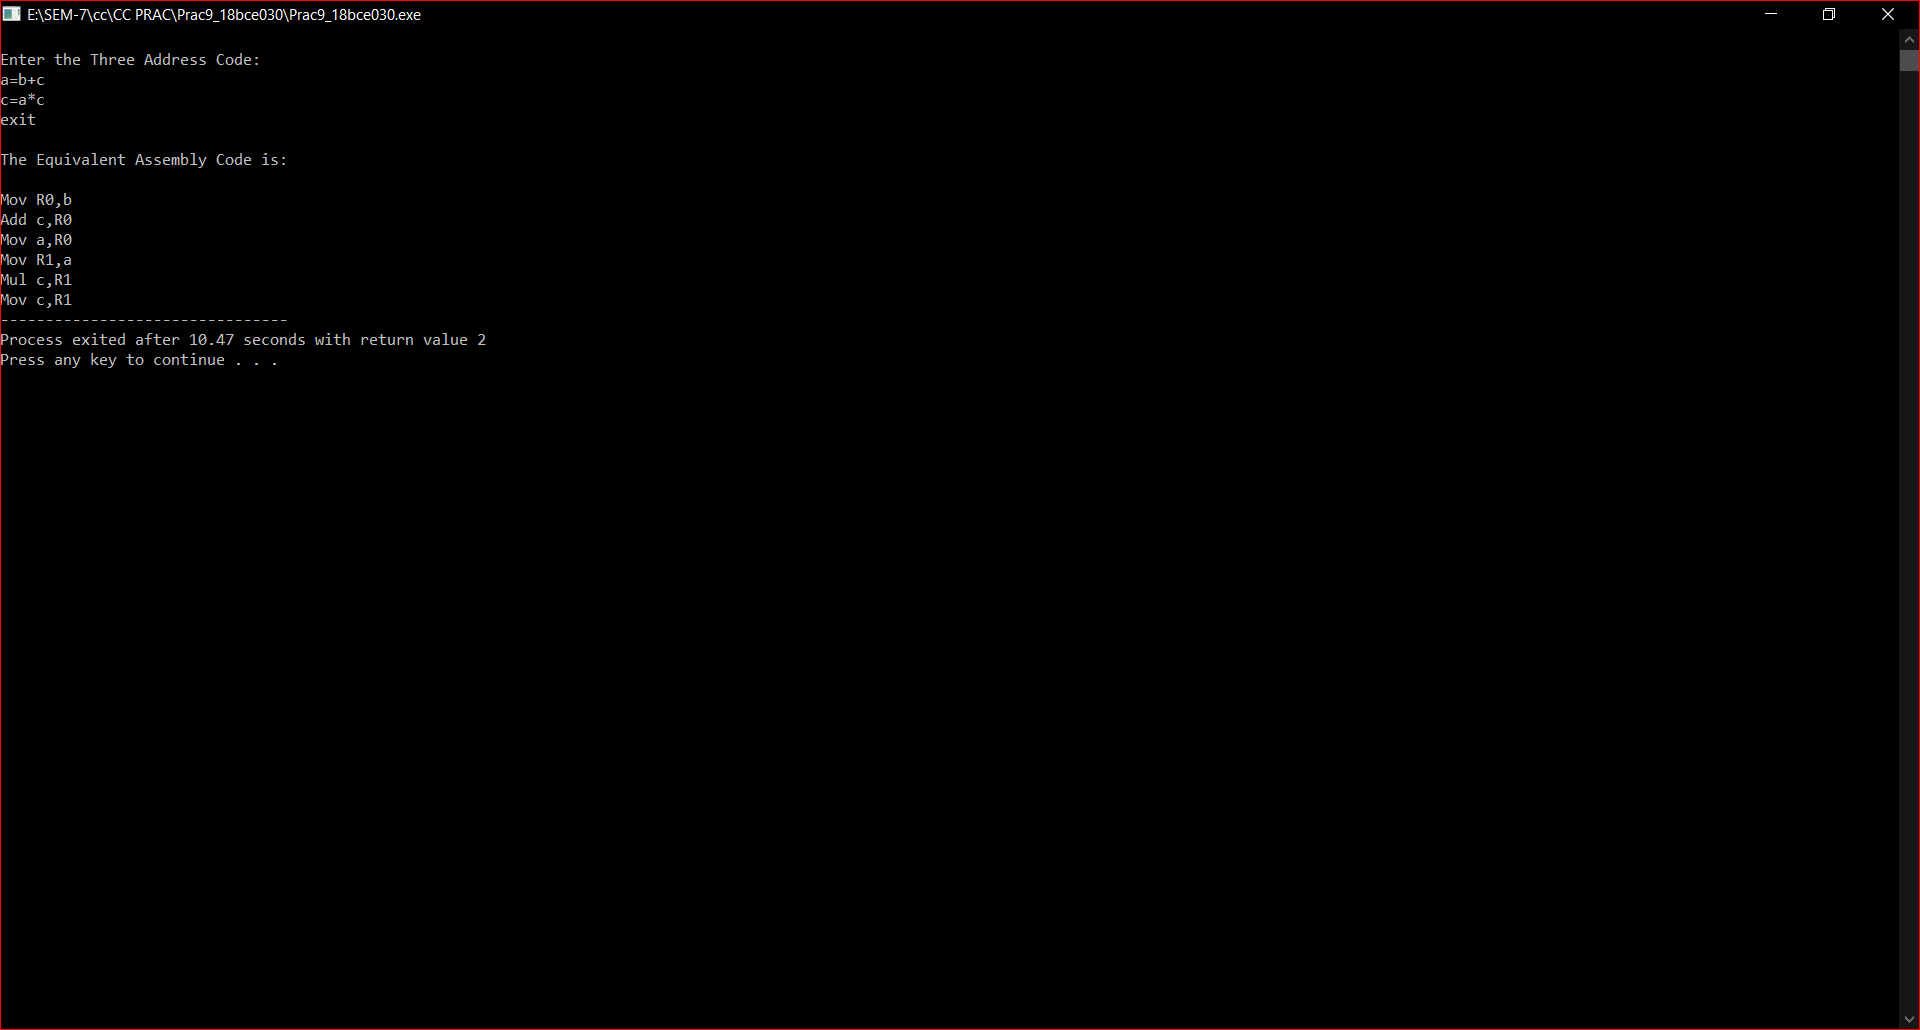 E:\SEM-7\cc\CC PRAC\Prac9_18bce030\Prac9_18bce030.exe
Enter the Three Address Code:
a=b+c
c=a*c
exit
The Equivalent Assembly Code is:
Mov R0,b
Add c,R0
Mov a,R0
Mov R1,a
Mul c,R1
Mov c,R1
--------------------------------
Process exited after 10.47 seconds with return value 2
Press any key to continue . . .